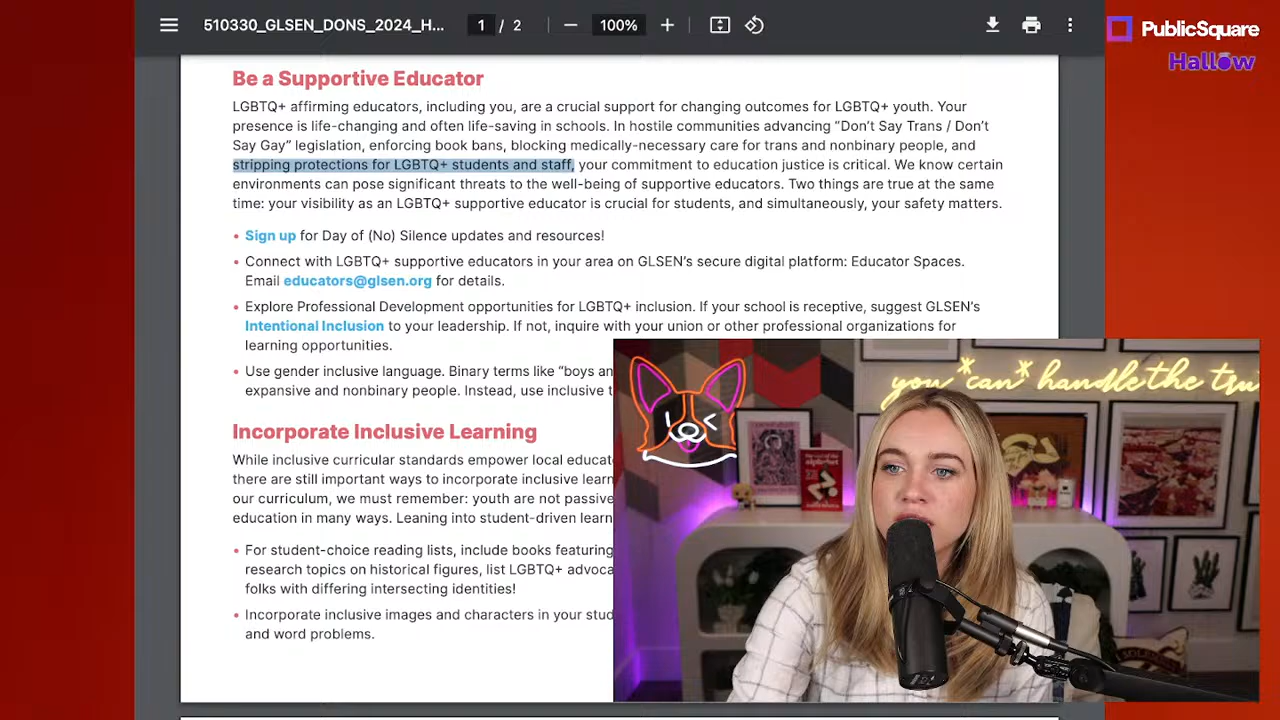 510330_GLSEN_DONS_2024_H...
1 / 2
100%
PublicSquare
Hallow
Be a Supportive Educator
LGBTQ+ affirming educators, including you, are a crucial support for changing outcomes for LGBTQ+ youth. Your
presence is life-changing and often life-saving in schools. In hostile communities advancing “Don’t Say Trans / Don’t
Say Gay” legislation, enforcing book bans, blocking medically-necessary care for trans and nonbinary people, and
stripping protections for LGBTQ+ students and staff, your commitment to education justice is critical. We know certain
environments can pose significant threats to the well-being of supportive educators. Two things are true at the same
time: your visibility as an LGBTQ+ supportive educator is crucial for students, and simultaneously, your safety matters.
• Sign up for Day of (No) Silence updates and resources!
• Connect with LGBTQ+ supportive educators in your area on GLSEN’s secure digital platform: Educator Spaces.
Email educators@glsen.org for details.
• Explore Professional Development opportunities for LGBTQ+ inclusion. If your school is receptive, suggest GLSEN’s
Intentional Inclusion to your leadership. If not, inquire with your union or other professional organizations for
learning opportunities.
• Use gender inclusive language. Binary terms like “boys an
expansive and nonbinary people. Instead, use inclusive t
Incorporate Inclusive Learning
While inclusive curricular standards empower local educat
there are still important ways to incorporate inclusive learn
our curriculum, we must remember: youth are not passive
education in many ways. Leaning into student-driven learn
• For student-choice reading lists, include books featuring
research topics on historical figures, list LGBTQ+ advoca
folks with differing intersecting identities!
• Incorporate inclusive images and characters in your stud
and word problems.
you *can* handle the tru